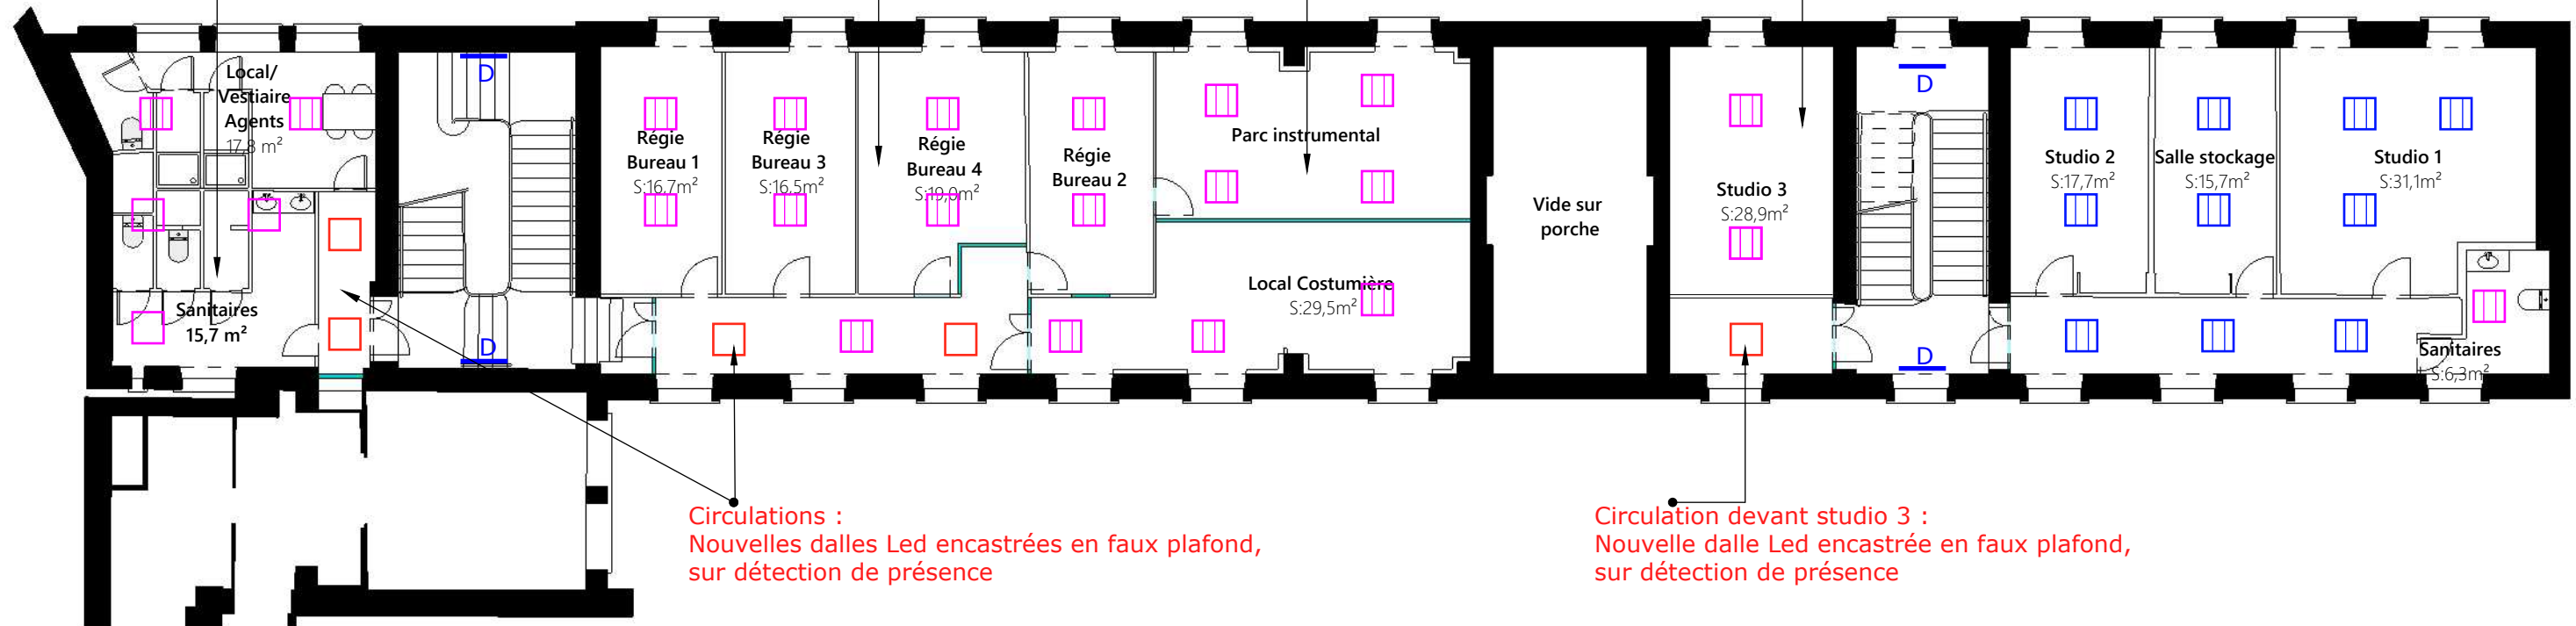 Local/
Vestiaire
Agents
17,8 m²
Sanitaires
15,7 m²
D
D
Régie
Bureau 1
S:16,7m²
Régie
Bureau 3
S:16,5m²
Régie
Bureau 4
S:19,0m²
Régie
Bureau 2
Parc instrumental
Local Costumière
S:29,5m²
Vide sur
porche
Studio 3
S:28,9m²
D
D
Studio 2
S:17,7m²
Salle stockage
S:15,7m²
Studio 1
S:31,1m²
Sanitaires
S:6,3m²
Circulations :
Nouvelles dalles Led encastrées en faux plafond,
sur détection de présence
Circulation devant studio 3 :
Nouvelle dalle Led encastrée en faux plafond,
sur détection de présence